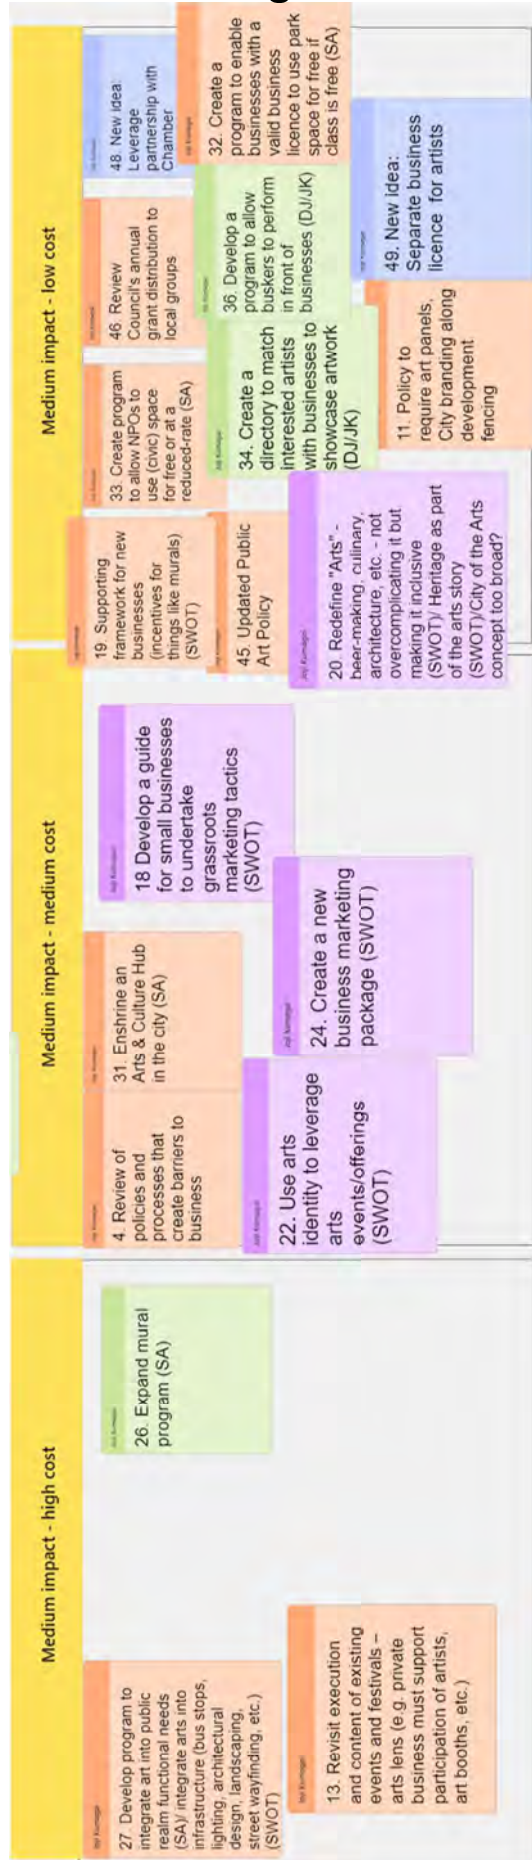 Medium impact - high cost
27. Develop program to
integrate art into public
realm functional needs
(SA)/ integrate arts into
infrastructure (bus stops,
lighting, architectural
design, landscaping,
street wayfinding, etc.)
(SWOT)
13. Revisit execution
and content of existing
events and festivals –
arts lens (e.g. private
business must support
participation of artists,
art booths, etc.)
26. Expand mural
program (SA)
Medium impact - medium cost
4. Review of
policies and
processes that
create barriers to
business
31. Enshrine an
Arts & Culture Hub
in the city (SA)
18 Develop a guide
for small businesses
to undertake
grassroots
marketing tactics
(SWOT)
22. Use arts
identity to leverage
arts
events/offerings
(SWOT)
24. Create a new
business marketing
package (SWOT)
Medium impact - low cost
19. Supporting
framework for new
businesses
(incentives for
things like murals)
(SWOT)
33. Create program
to allow NPOs to
use (civic) space
for free or at a
reduced-rate (SA)
46. Review
Council's annual
grant distribution to
local groups
48. New idea:
Leverage
partnership with
Chamber
45. Updated Public
Art Policy
34. Create a
directory to match
interested artists
with businesses to
showcase artwork
(DJ/JK)
36. Develop a
program to allow
buskers to perform
in front of
businesses (DJ/JK)
32. Create a
program to enable
businesses with a
valid business
licence to use park
space for free if
class is free (SA)
20. Redefine "Arts" -
beer-making, culinary,
architecture, etc. - not
overcomplicating it but
making it inclusive
(SWOT)/ Heritage as part
of the arts story
(SWOT)/City of the Arts
concept too broad?
11. Policy to
require art panels,
City branding along
development
fencing
49. New idea:
Separate business
licence for artists